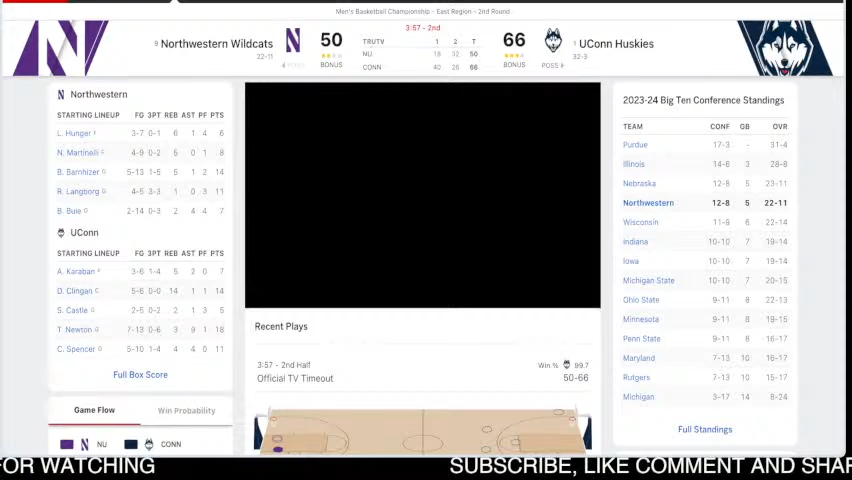 Men's Basketball Championship - East Region - 2nd Round
9 Northwestern Wildcats
22-11
50
BONUS
3:57 - 2nd
TRUTV 1 2 T
NU 18 32 50
CONN 40 26 66
66
BONUS
POSS
1 UConn Huskies
32-3
Northwestern
STARTING LINEUP FG 3PT REB AST PF PTS
L. Hunger F 3-7 0-1 6 1 4 6
N. Martinelli F 4-9 0-2 5 0 1 8
B. Barnhizer G 5-13 1-5 5 1 2 14
R. Langborg G 4-5 3-3 1 0 3 11
B. Buie G 2-14 0-3 2 4 4 7
UConn
STARTING LINEUP FG 3PT REB AST PF PTS
A. Karaban F 3-6 1-4 5 2 0 7
D. Clingan C 5-6 0-0 14 1 1 14
S. Castle G 2-5 0-2 2 1 3 5
T. Newton G 7-13 0-6 3 9 1 18
C. Spencer G 5-10 1-4 4 4 0 11
Full Box Score
Game Flow
Win Probability
NU
CONN
Recent Plays
3:57 - 2nd Half
Official TV Timeout
Win % 99.7
50-66
2023-24 Big Ten Conference Standings
TEAM CONF GB OVR
Purdue 17-3 - 31-4
Illinois 14-6 3 28-8
Nebraska 12-8 5 23-11
Northwestern 12-8 5 22-11
Wisconsin 11-9 6 22-14
Indiana 10-10 7 19-14
Iowa 10-10 7 19-14
Michigan State 10-10 7 20-15
Ohio State 9-11 8 22-13
Minnesota 9-11 8 19-15
Penn State 9-11 8 16-17
Maryland 7-13 10 16-17
Rutgers 7-13 10 15-17
Michigan 3-17 14 8-24
Full Standings
FOR WATCHING
SUBSCRIBE, LIKE COMMENT AND SHAR